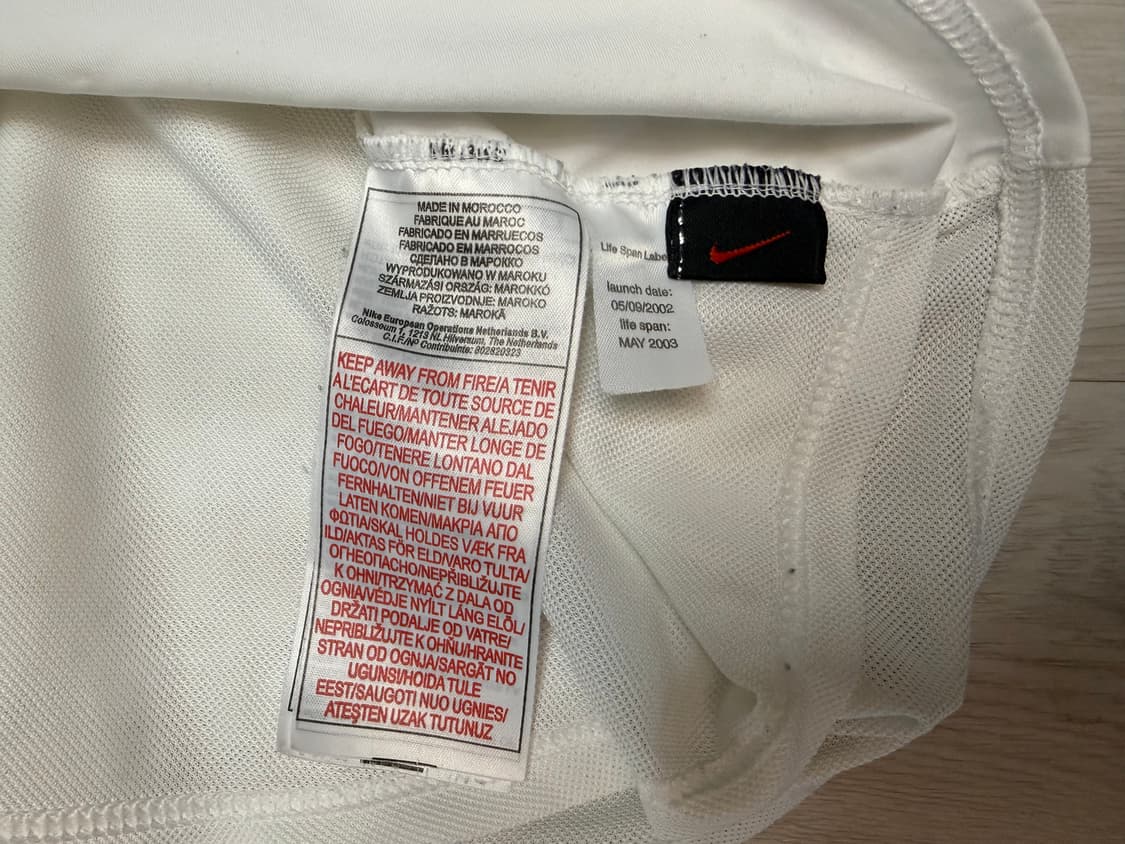 MADE IN MOROCCO
FABRIQUE AU MAROC
FABRICADO EN MARRUECOS
FABRICADO EM MARROCOS
СДЕЛАНО В МАРОККО
WYPRODUKOWANO W MAROKU
SZÁRMAZÁSI ORSZÁG: MAROKKÓ
ZEMLJA PROIZVODNJE: MAROKO
RAŽOTS: MAROKĀ
Nike European Operations Netherlands B.V.
Colosseum 1, 1213 NL Hilversum, The Netherlands
C.I.F./Nº Contribuinte: 802820323
KEEP AWAY FROM FIRE/A TENIR
A L'ECART DE TOUTE SOURCE DE
CHALEUR/MANTENER ALEJADO
DEL FUEGO/MANTER LONGE DE
FOGO/TENERE LONTANO DAL
FUOCO/VON OFFENEM FEUER
FERNHALTEN/NIET BIJ VUUR
LATEN KOMEN/ΜΑΚΡΙΑ ΑΠΟ
ΦΩΤΙΑ/SKAL HOLDES VÆK FRA
ILD/AKTAS FÖR ELD/VARO TULTA/
ОГНЕОПАСНО/NEPŘIBLIŽUJTE
K OHNI/TRZYMAĆ Z DALA OD
OGNIA/VÉDJE NYÍLT LÁNG ELŐL/
DRŽATI PODALJE OD VATRE/
NEPRIBLIŽUJTE K OHŇU/HRANITE
STRAN OD OGNJA/SARGĀT NO
UGUNS/HOIDA TULE
EEST/SAUGOTI NUO UGNIES/
ATEŞTEN UZAK TUTUNUZ
Life Span Labe
launch date:
05/09/2002
life span:
MAY 2003